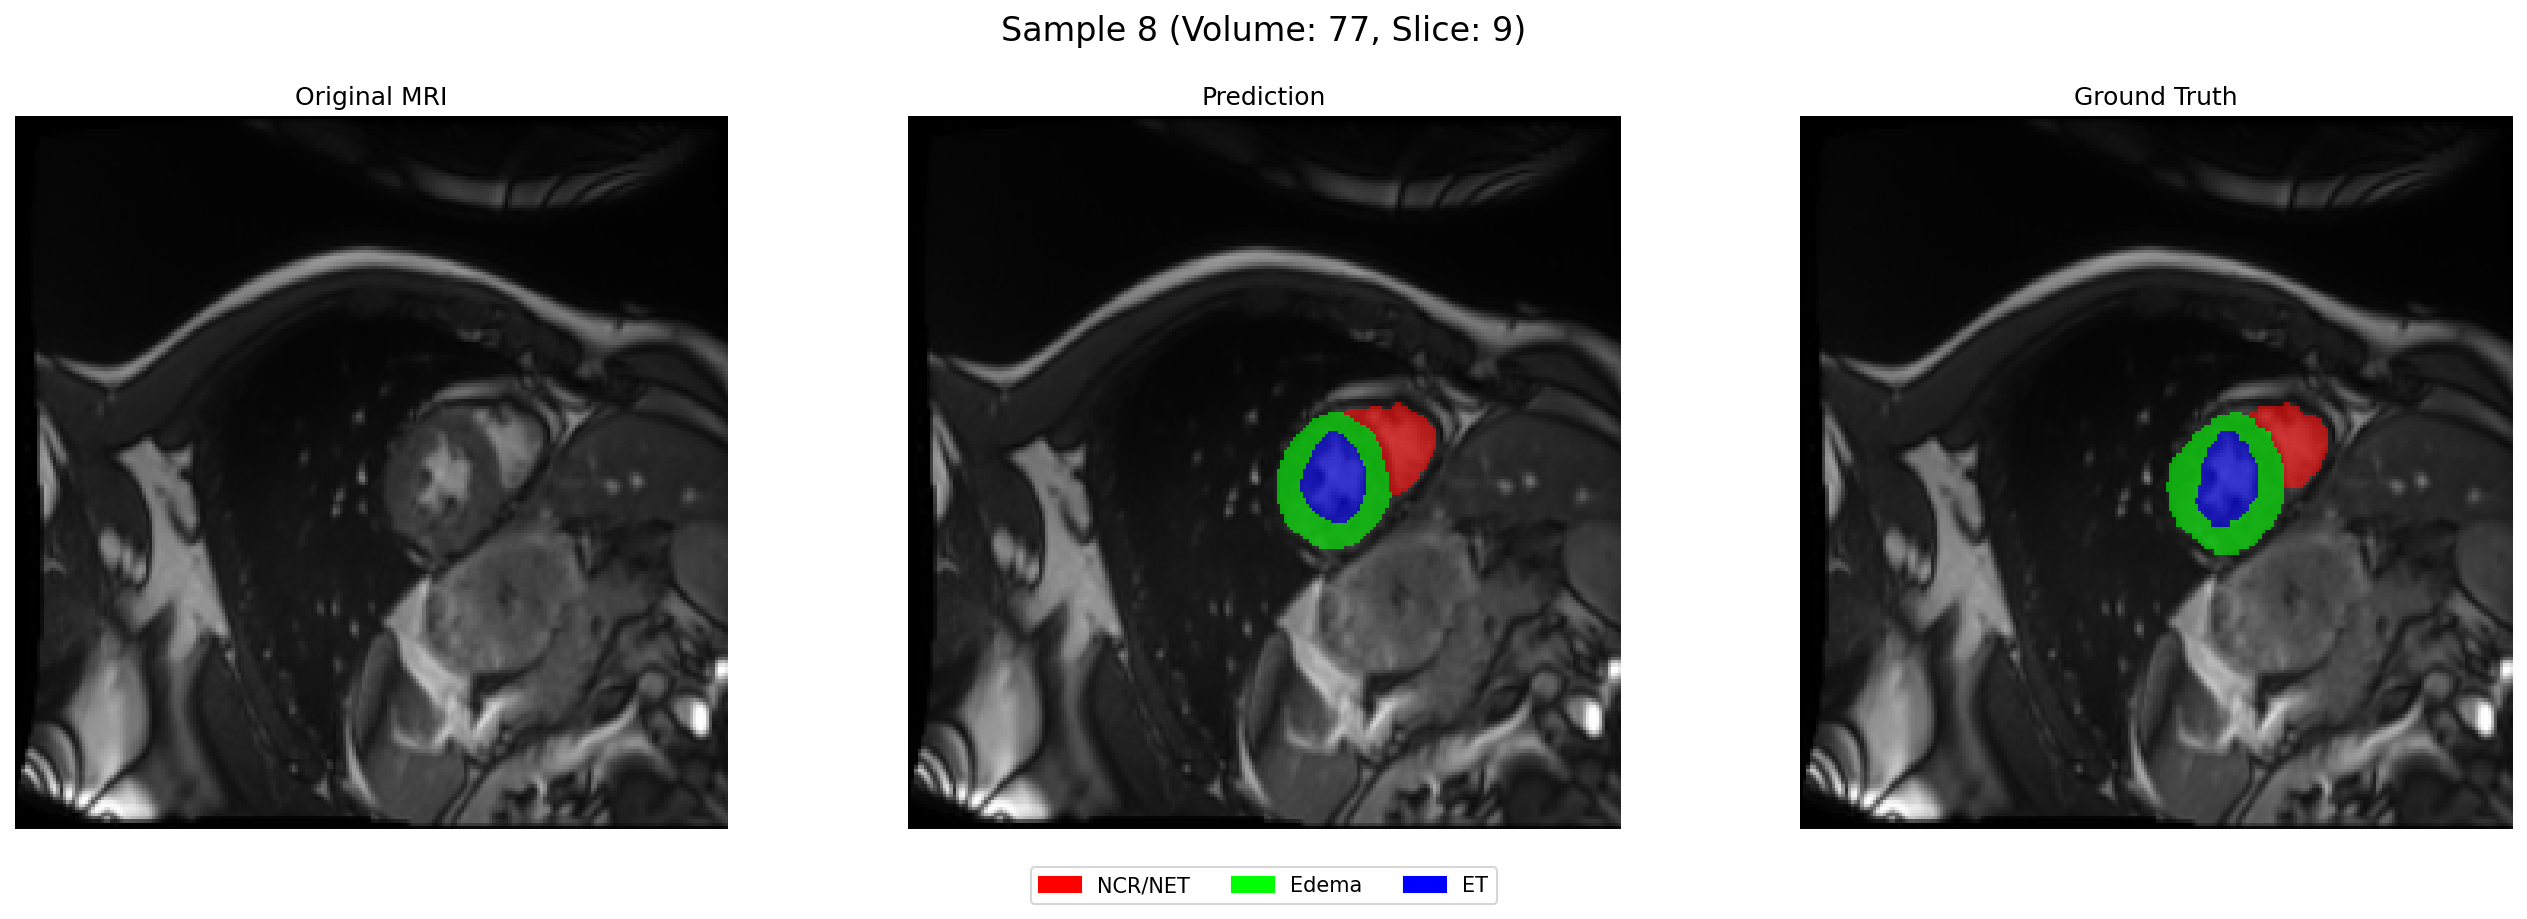 Sample 8 (Volume: 77, Slice: 9)
Original MRI
Prediction
Ground Truth
NCR/NET
Edema
ET